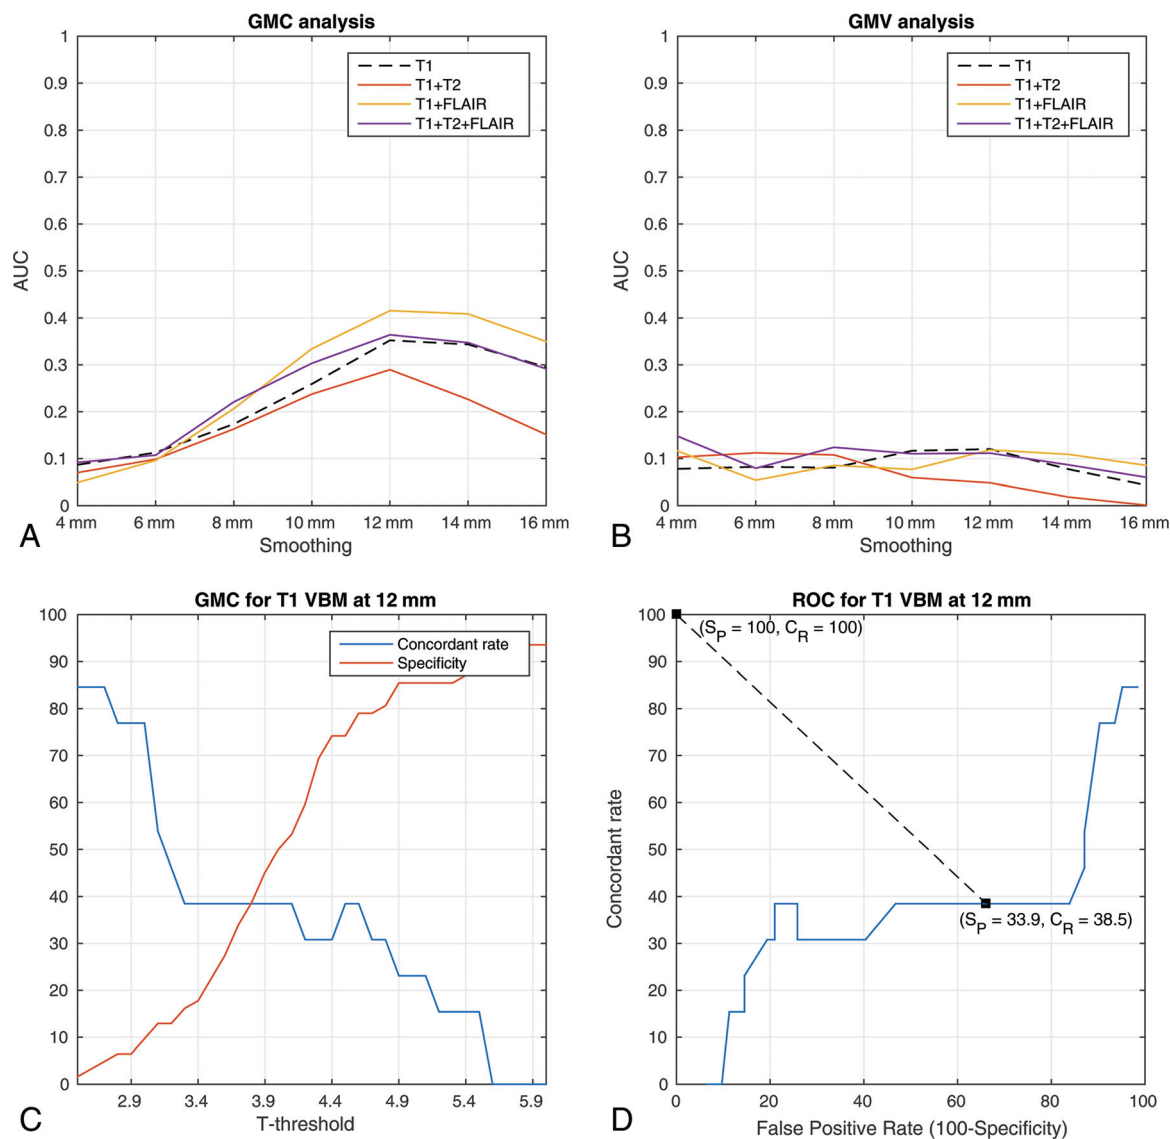 GMC analysis
1
0.9
0.8
0.7
0.6
0.5
0.4
0.3
0.2
0.1
0
AUC
T1
T1+T2
T1+FLAIR
T1+T2+FLAIR
4 mm 6 mm 8 mm 10 mm 12 mm 14 mm 16 mm
Smoothing
A
GMV analysis
1
0.9
0.8
0.7
0.6
0.5
0.4
0.3
0.2
0.1
0
AUC
T1
T1+T2
T1+FLAIR
T1+T2+FLAIR
4 mm 6 mm 8 mm 10 mm 12 mm 14 mm 16 mm
Smoothing
B
GMC for T1 VBM at 12 mm
100
90
80
70
60
50
40
30
20
10
0
Concordant rate
Specificity
2.9 3.4 3.9 4.4 4.9 5.4 5.9
T-threshold
C
ROC for T1 VBM at 12 mm
100
90
80
70
60
50
40
30
20
10
0
Concordant rate
(SP = 100, CR = 100)
(SP = 33.9, CR = 38.5)
0 20 40 60 80 100
False Positive Rate (100-Specificity)
D